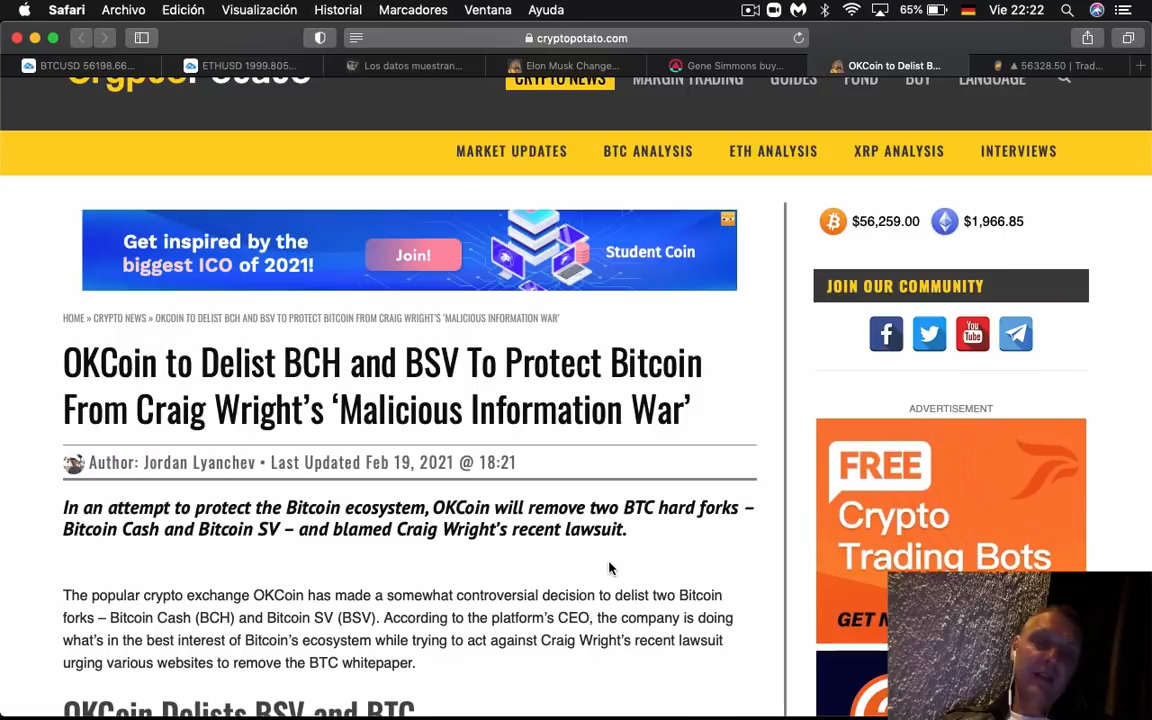 Safari Archivo Edición Visualización Historial Marcadores Ventana Ayuda 65% Vie 22:22
cryptopotato.com
BTCUSD 56198.66... ETHUSD 1999.805... Los datos muestran... Elon Musk Change... Gene Simmons buy... OKCoin to Delist B... ▲ 56328.50 | Trad...
CRYPTO NEWS MARGIN TRADING GUIDES FUND BUY LANGUAGE
MARKET UPDATES BTC ANALYSIS ETH ANALYSIS XRP ANALYSIS INTERVIEWS
Get inspired by the
biggest ICO of 2021!
Join!
Student Coin
$56,259.00 $1,966.85
JOIN OUR COMMUNITY
You
Tube
HOME » CRYPTO NEWS » OKCOIN TO DELIST BCH AND BSV TO PROTECT BITCOIN FROM CRAIG WRIGHT'S 'MALICIOUS INFORMATION WAR'
OKCoin to Delist BCH and BSV To Protect Bitcoin
From Craig Wright's 'Malicious Information War'
Author: Jordan Lyanchev • Last Updated Feb 19, 2021 @ 18:21
In an attempt to protect the Bitcoin ecosystem, OKCoin will remove two BTC hard forks –
Bitcoin Cash and Bitcoin SV – and blamed Craig Wright's recent lawsuit.
The popular crypto exchange OKCoin has made a somewhat controversial decision to delist two Bitcoin
forks – Bitcoin Cash (BCH) and Bitcoin SV (BSV). According to the platform's CEO, the company is doing
what's in the best interest of Bitcoin's ecosystem while trying to act against Craig Wright's recent lawsuit
urging various websites to remove the BTC whitepaper.
OKCoin Delists BSV and BTC
ADVERTISEMENT
FREE
Crypto
Trading Bots
GET